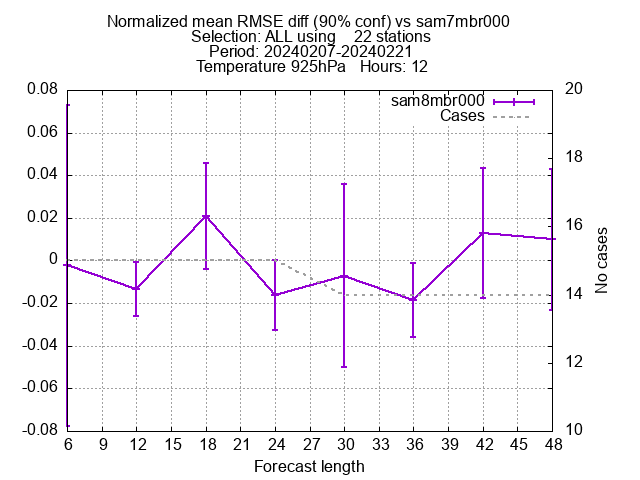 Normalized mean RMSE diff (90% conf) vs sam7mbr000
Selection: ALL using    22 stations
Period: 20240207-20240221
Temperature 925hPa   Hours: 12
sam8mbr000
Cases
0.08
0.06
0.04
0.02
0
-0.02
-0.04
-0.06
-0.08
20
18
16
14
12
10
No cases
6 9 12 15 18 21 24 27 30 33 36 39 42 45 48
Forecast length